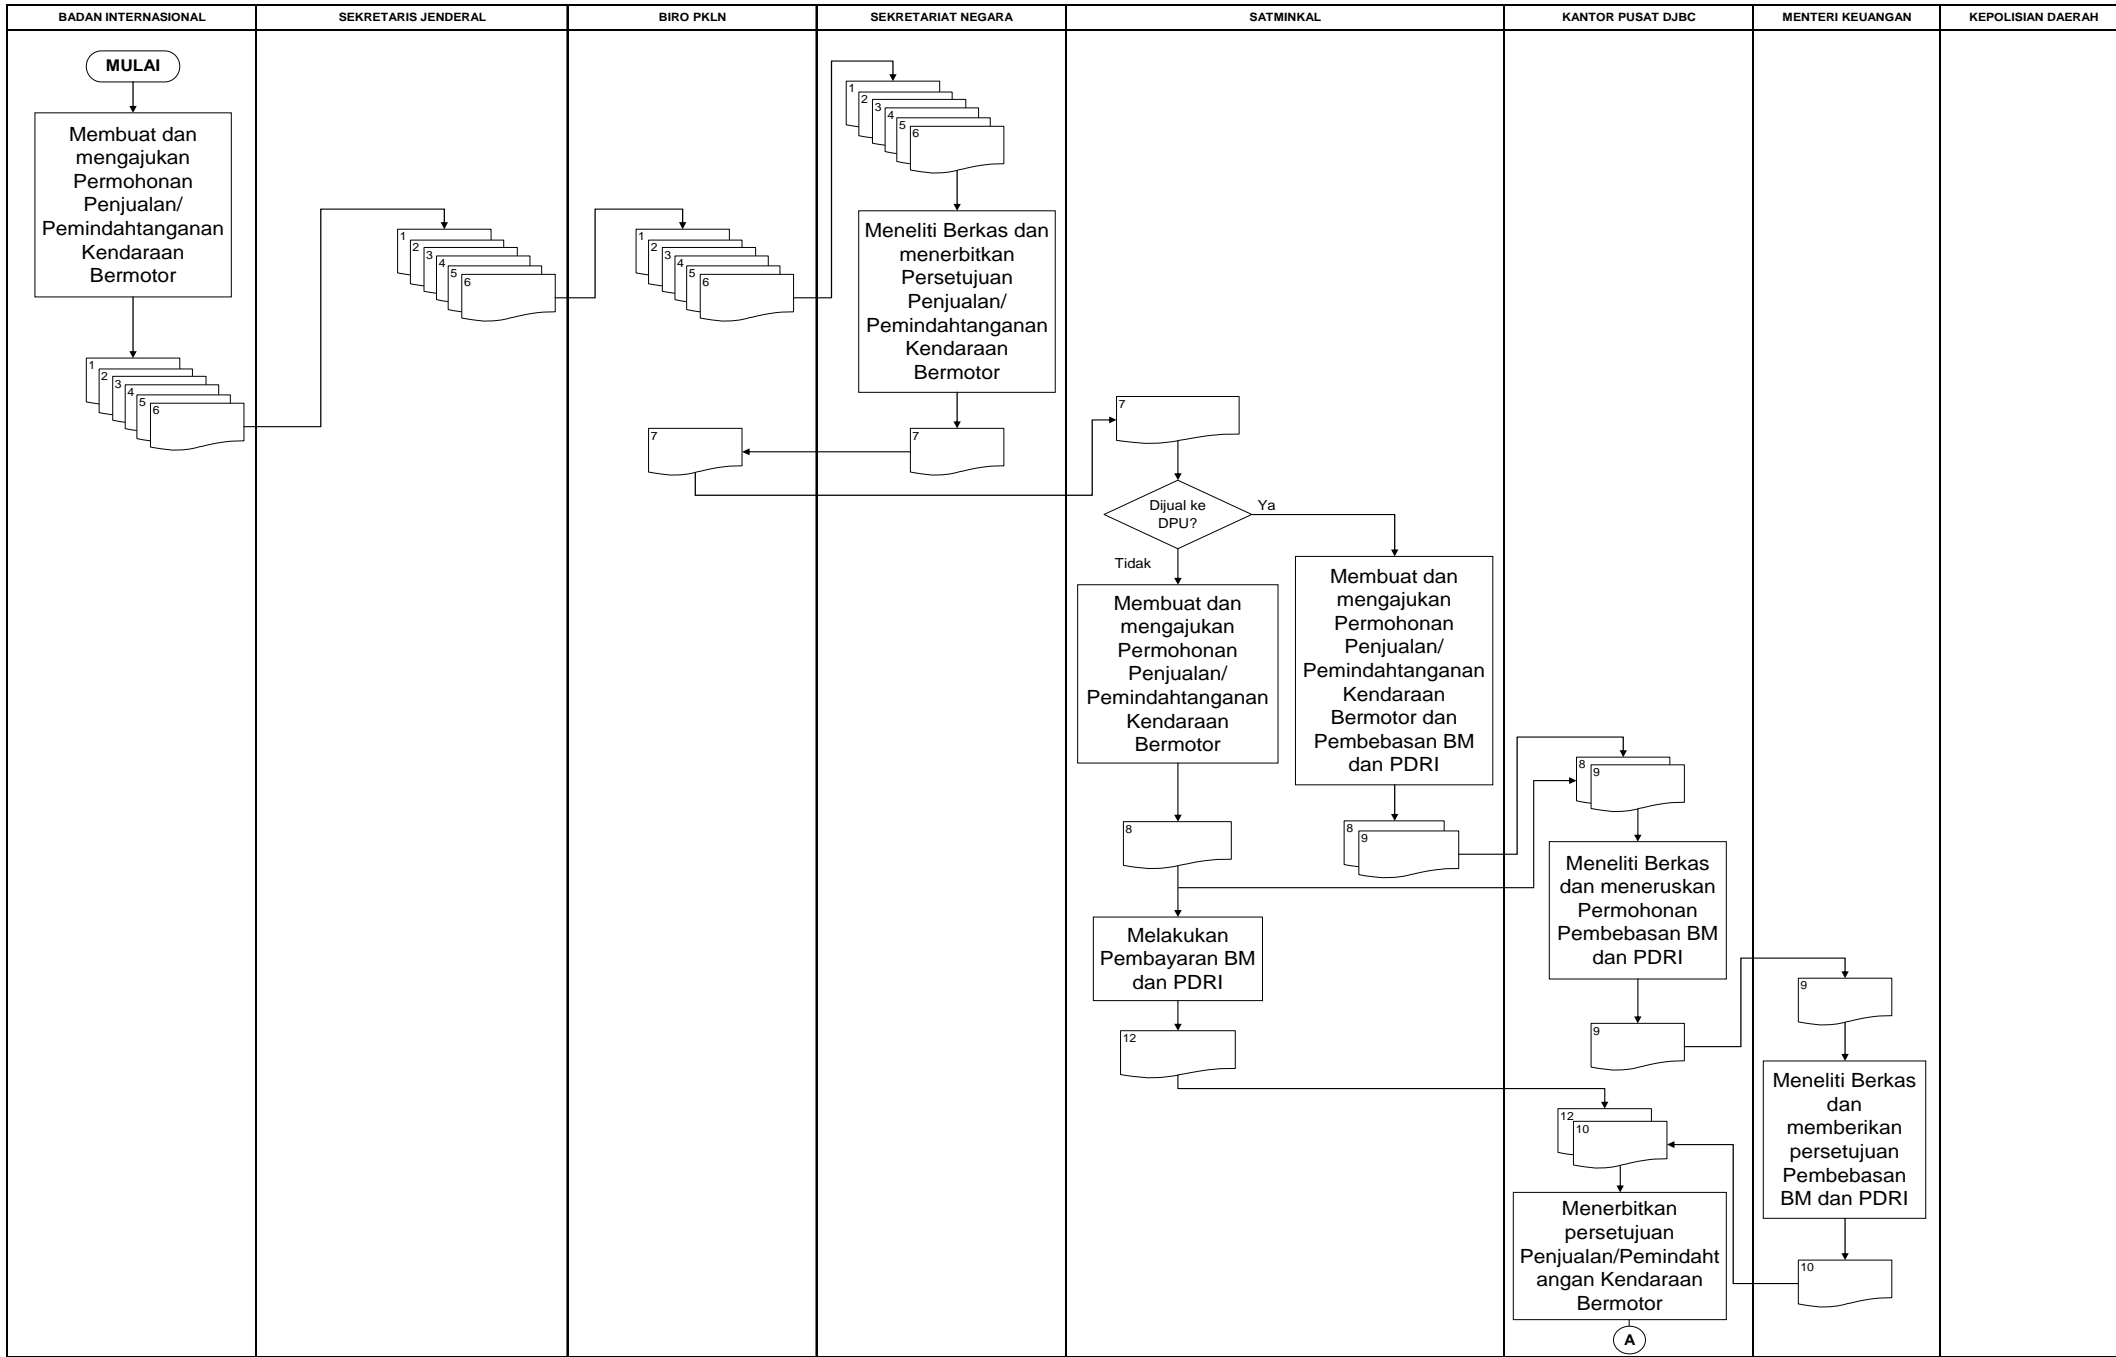 BADAN INTERNASIONAL
SEKRETARIS JENDERAL
BIRO PKLN
SEKRETARIAT NEGARA
SATMINKAL
KANTOR PUSAT DJBC
MENTERI KEUANGAN
KEPOLISIAN DAERAH
MULAI
Membuat dan
mengajukan
Permohonan
Penjualan/
Pemindahtanganan
Kendaraan
Bermotor
1
2
3
4
5
6
1
2
3
4
5
6
1
2
3
4
5
6
1
2
3
4
5
6
Meneliti Berkas dan
menerbitkan
Persetujuan
Penjualan/
Pemindahtanganan
Kendaraan
Bermotor
7
7
7
Dijual ke
DPU?
Ya
Tidak
Membuat dan
mengajukan
Permohonan
Penjualan/
Pemindahtanganan
Kendaraan
Bermotor
8
Melakukan
Pembayaran BM
dan PDRI
12
Membuat dan
mengajukan
Permohonan
Penjualan/
Pemindahtanganan
Kendaraan
Bermotor dan
Pembebasan BM
dan PDRI
8
9
8
9
Meneliti Berkas
dan meneruskan
Permohonan
Pembebasan BM
dan PDRI
9
9
Meneliti Berkas
dan
memberikan
persetujuan
Pembebasan
BM dan PDRI
10
12
10
Menerbitkan
persetujuan
Penjualan/Pemindaht
angan Kendaraan
Bermotor
A